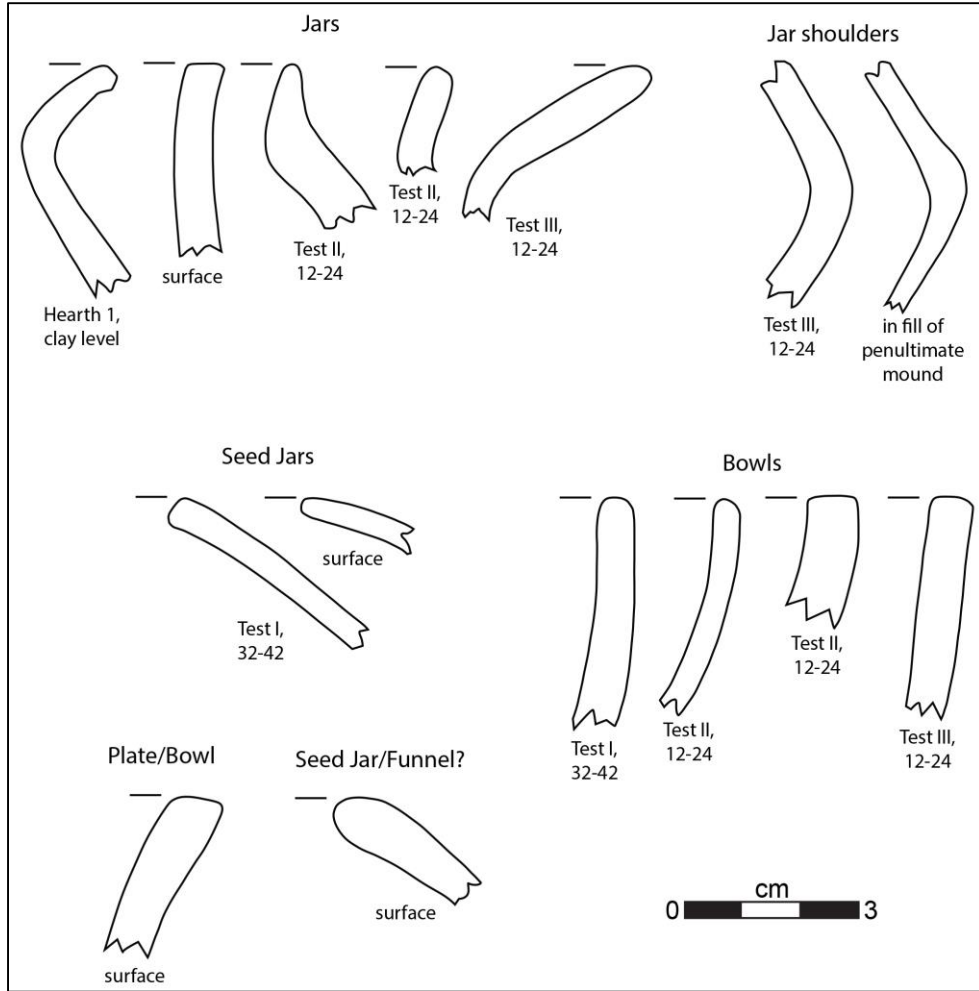 Jars
Hearth 1,
clay level
surface
Test II,
12-24
Test II,
12-24
Test III,
12-24
Jar shoulders
Test III,
12-24
in fill of
penultimate
mound
Seed Jars
Test I,
32-42
surface
Bowls
Test I,
32-42
Test II,
12-24
Test II,
12-24
Test III,
12-24
Plate/Bowl
surface
Seed Jar/Funnel?
surface
cm
0 3